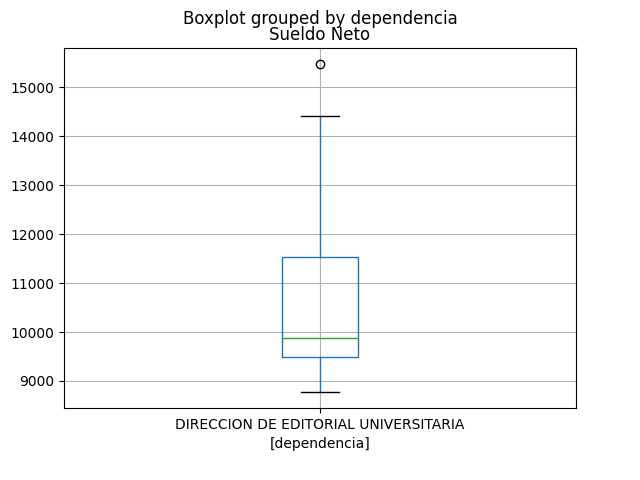 Boxplot grouped by dependencia
Sueldo Neto
15000
14000
13000
12000
11000
10000
9000
DIRECCION DE EDITORIAL UNIVERSITARIA
[dependencia]